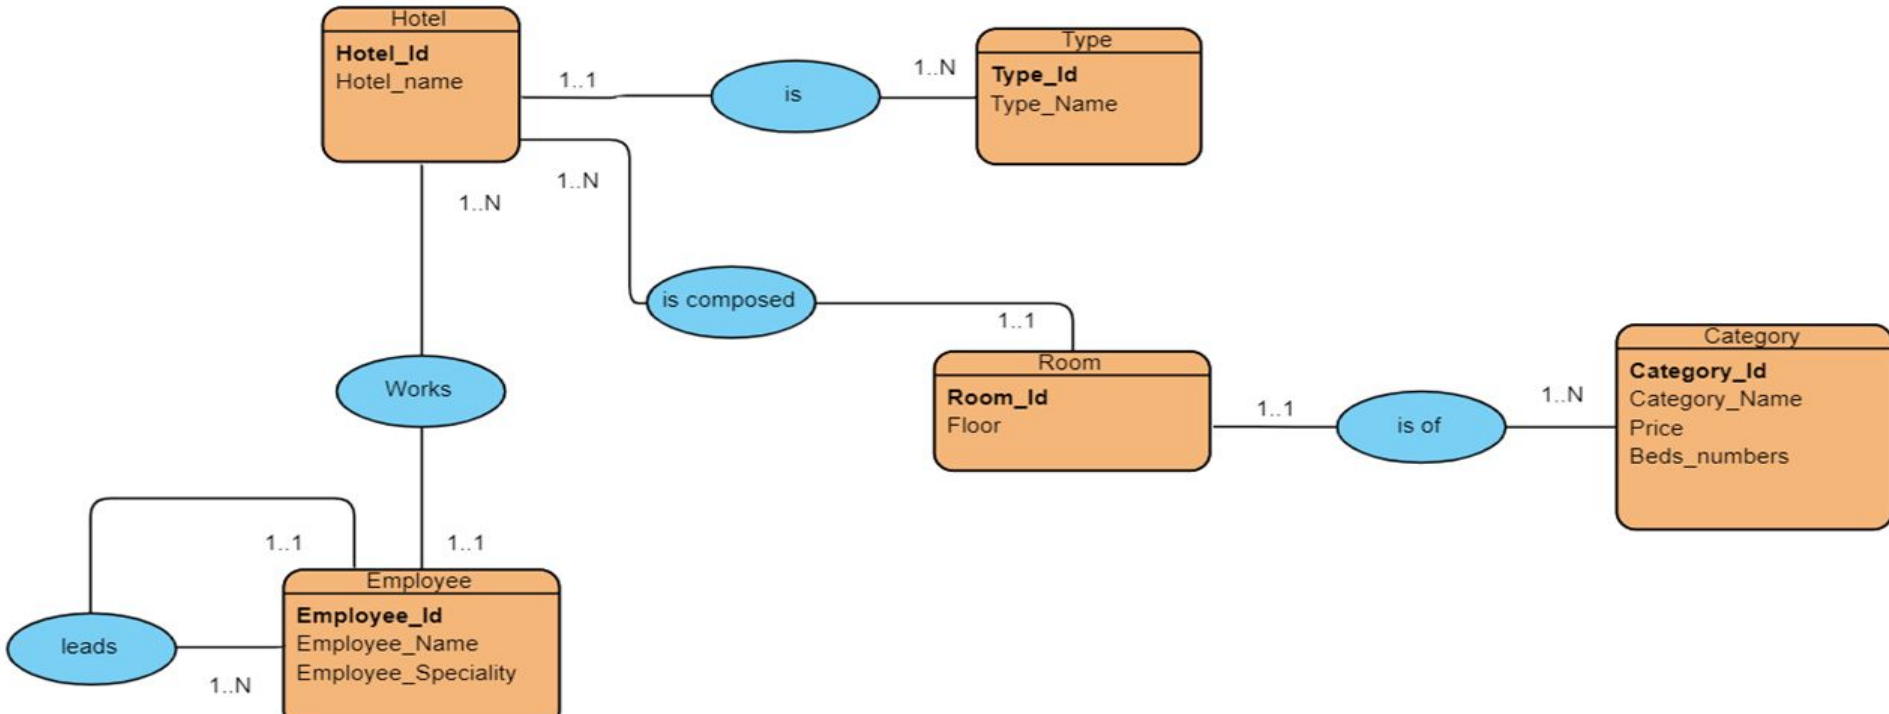 Hotel
Hotel_Id
Hotel_name
1..1
is
1..N
Type
Type_Id
Type_Name
1..N
1..N
is composed
1..1
Room
Room_Id
Floor
1..1
is of
1..N
Category
Category_Id
Category_Name
Price
Beds_numbers
Works
1..1
1..1
Employee
Employee_Id
Employee_Name
Employee_Speciality
leads
1..N